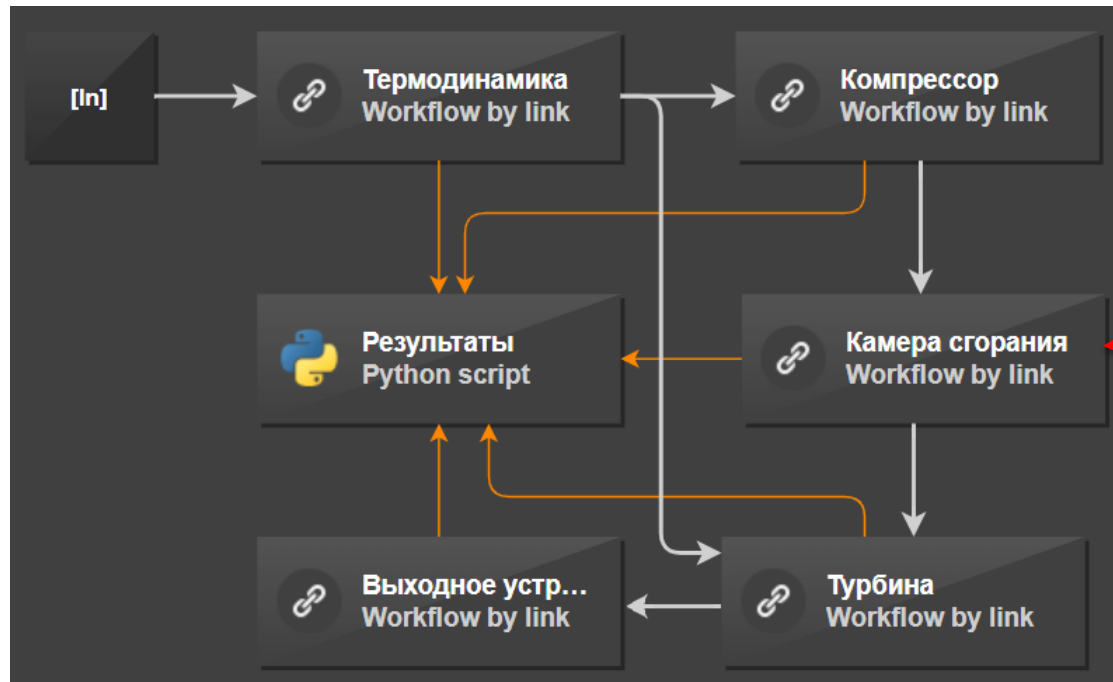 [In]
Термодинамика
Workflow by link
Компрессор
Workflow by link
Результаты
Python script
Камера сгорания
Workflow by link
Выходное устр...
Workflow by link
Турбина
Workflow by link